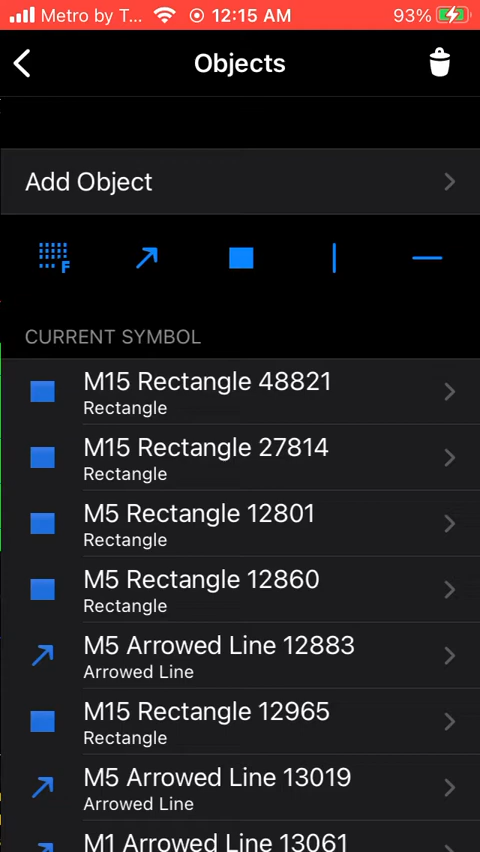 Metro by T... 12:15 AM 93%
Objects
Add Object
F
CURRENT SYMBOL
M15 Rectangle 48821
Rectangle
M15 Rectangle 27814
Rectangle
M5 Rectangle 12801
Rectangle
M5 Rectangle 12860
Rectangle
M5 Arrowed Line 12883
Arrowed Line
M15 Rectangle 12965
Rectangle
M5 Arrowed Line 13019
Arrowed Line
M1 Arrowed Line 13061